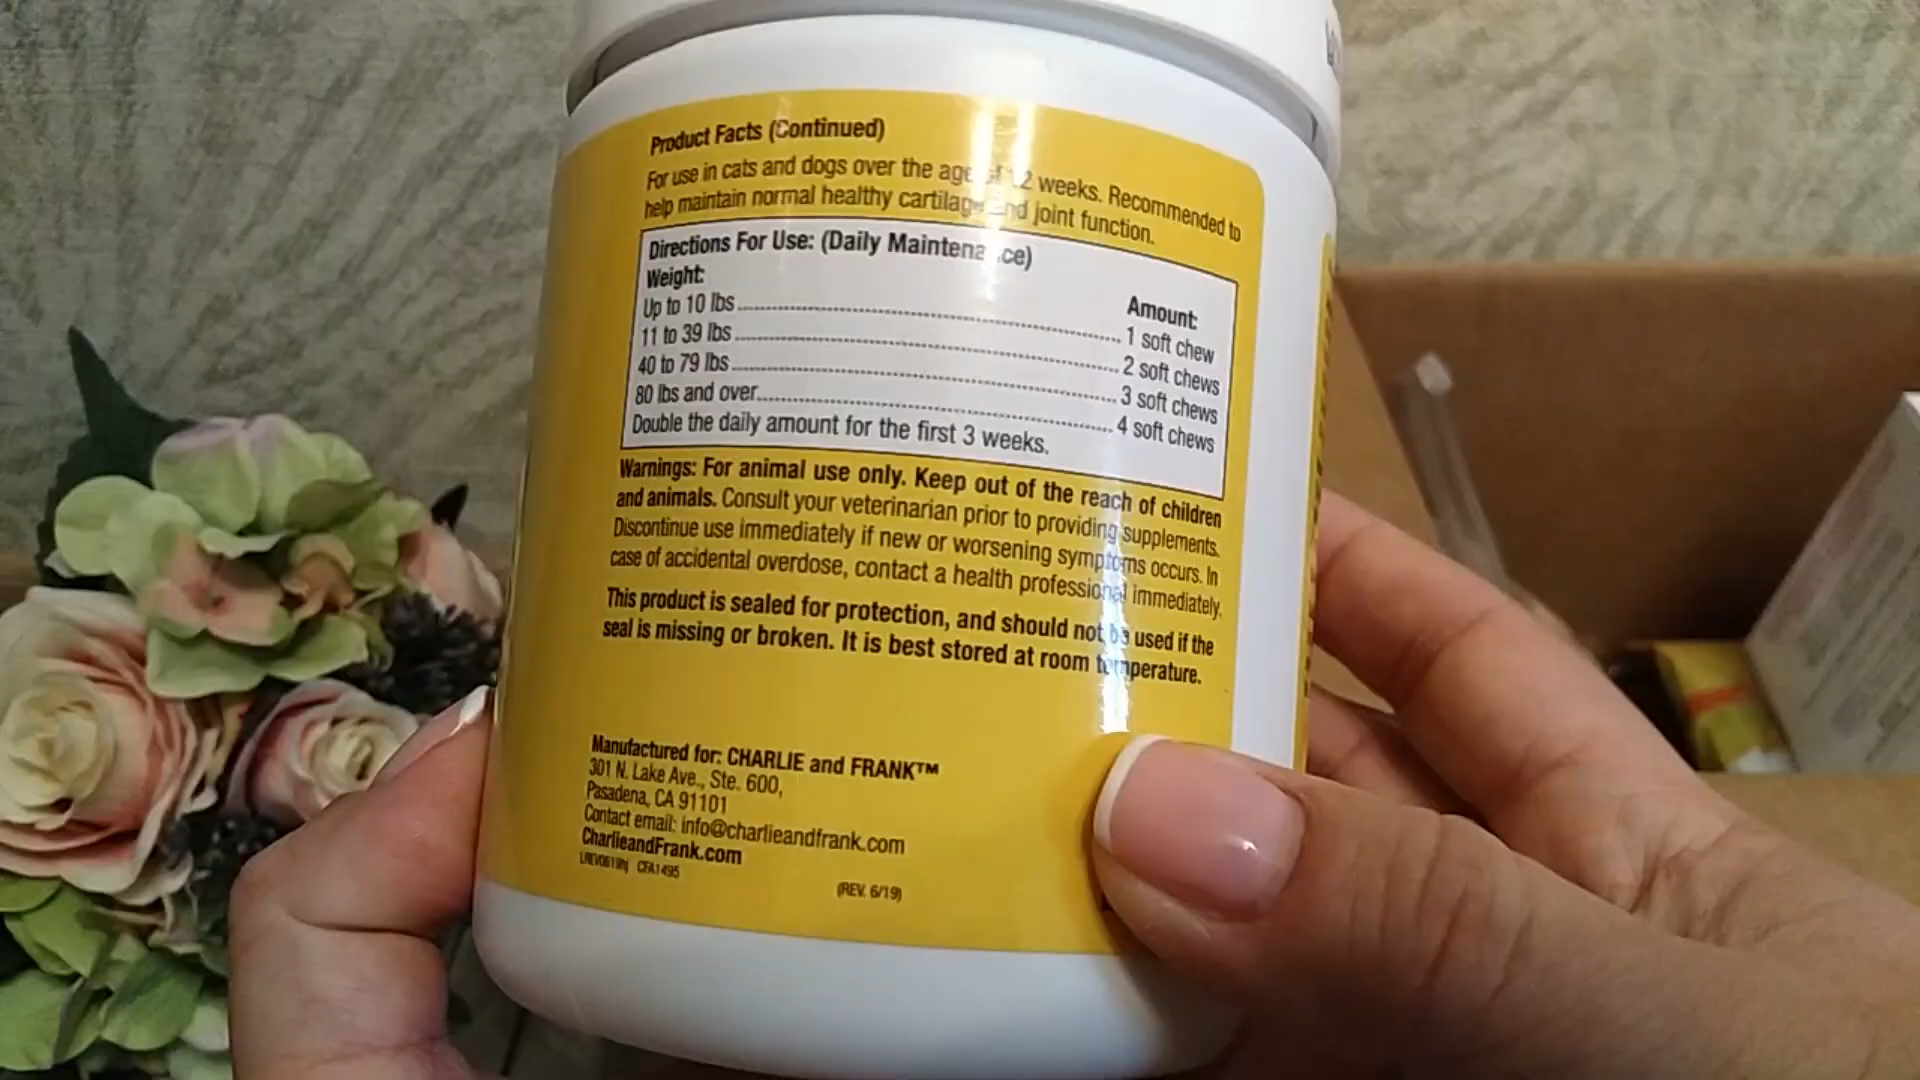 Product Facts (Continued)
For use in cats and dogs over the age of 12 weeks. Recommended to
help maintain normal healthy cartilage and joint function.
Directions For Use: (Daily Maintenance)
Weight: Amount:
Up to 10 lbs 1 soft chew
11 to 39 lbs 2 soft chews
40 to 79 lbs 3 soft chews
80 lbs and over 4 soft chews
Double the daily amount for the first 3 weeks.
Warnings: For animal use only. Keep out of the reach of children
and animals. Consult your veterinarian prior to providing supplements.
Discontinue use immediately if new or worsening symptoms occurs. In
case of accidental overdose, contact a health professional immediately.
This product is sealed for protection, and should not be used if the
seal is missing or broken. It is best stored at room temperature.
Manufactured for: CHARLIE and FRANK™
301 N. Lake Ave., Ste. 600,
Pasadena, CA 91101
Contact email: info@charlieandfrank.com
CharlieandFrank.com
CFA1495
(REV. 6/19)